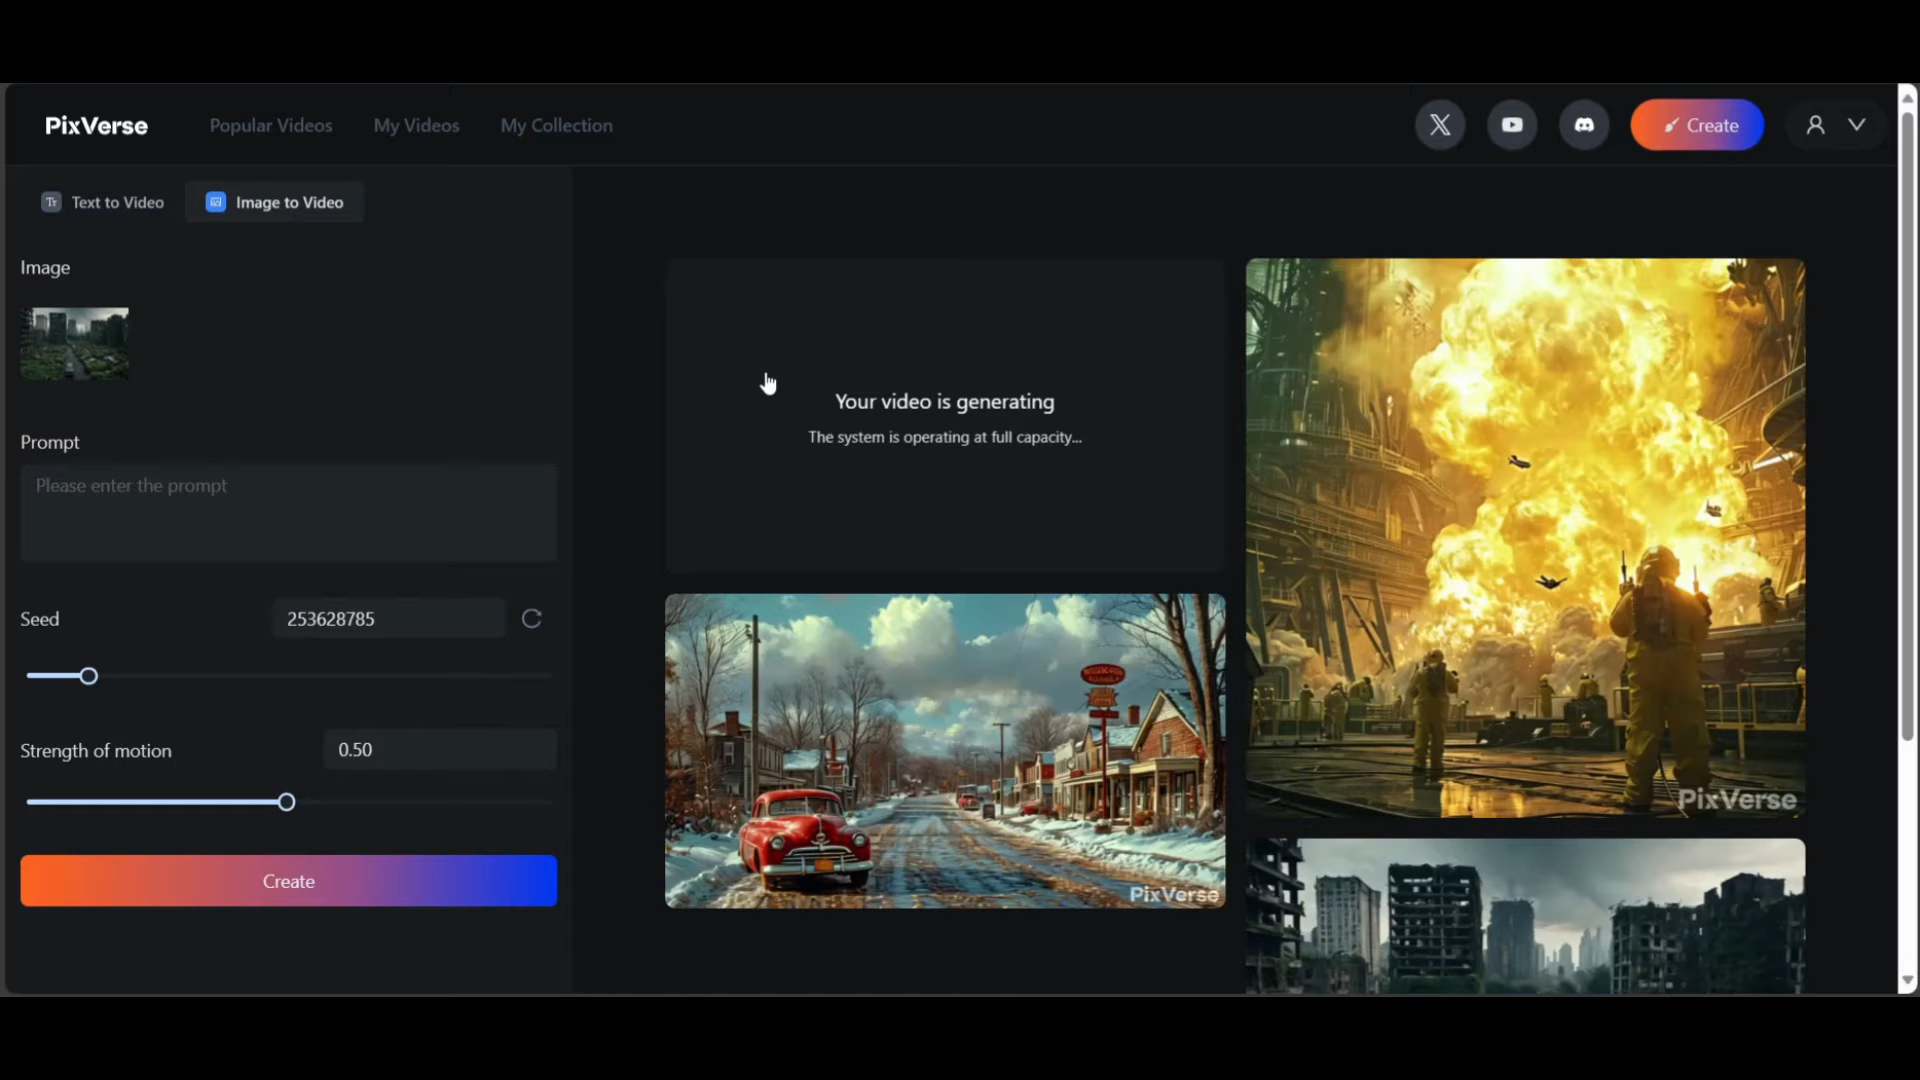 PixVerse
Popular Videos
My Videos
My Collection
Create
Text to Video
Image to Video
Image
Prompt
Please enter the prompt
Seed
253628785
Strength of motion
0.50
Create
Your video is generating
The system is operating at full capacity...
PixVerse
PixVerse